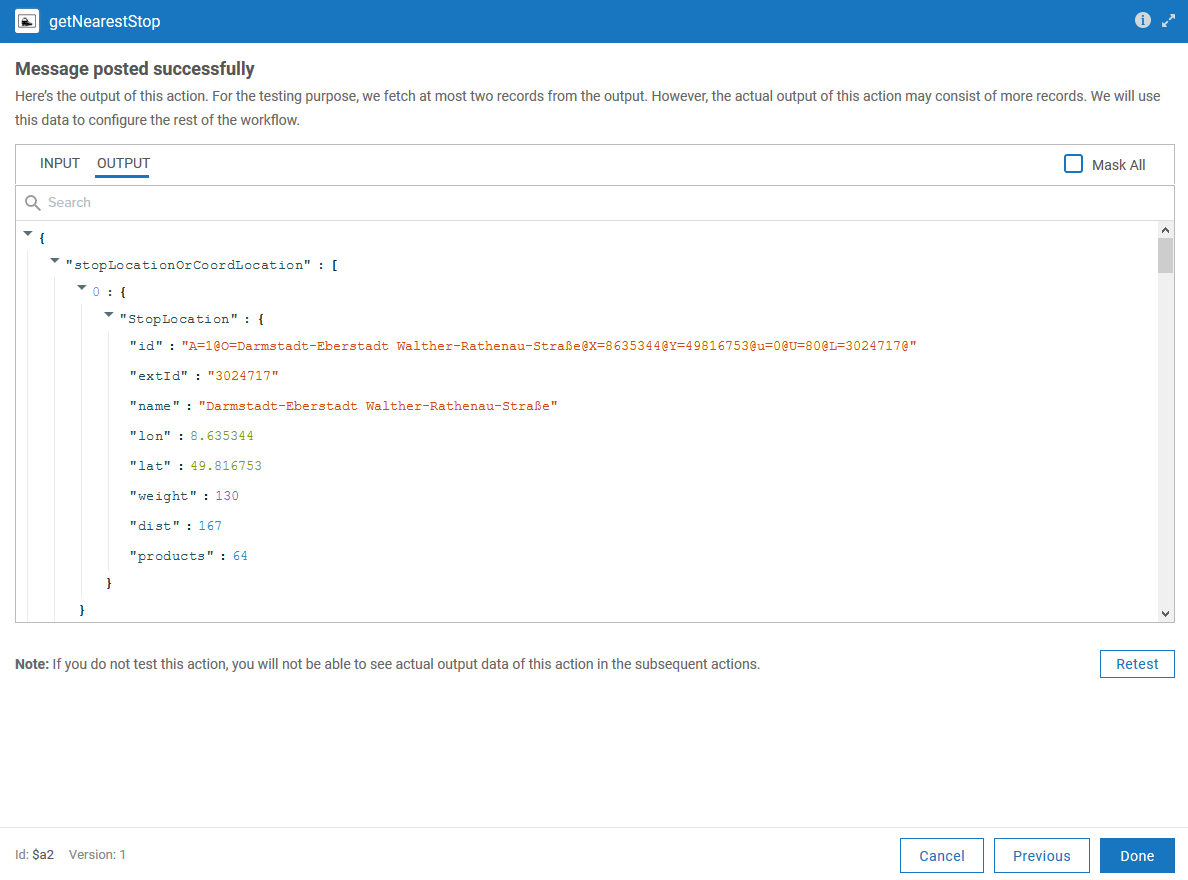 getNearestStop
Message posted successfully
Here's the output of this action. For the testing purpose, we fetch at most two records from the output. However, the actual output of this action may consist of more records. We will use
this data to configure the rest of the workflow.
INPUT OUTPUT Mask All
Search
{
"stopLocationOrCoordLocation" : [
0 : {
"StopLocation" : {
"id" : "A=1@O=Darmstadt-Eberstadt Walther-Rathenau-Straße@X=8635344@Y=49816753@u=0@U=80@L=3024717@"
"extId" : "3024717"
"name" : "Darmstadt-Eberstadt Walther-Rathenau-Straße"
"lon" : 8.635344
"lat" : 49.816753
"weight" : 130
"dist" : 167
"products" : 64
}
}
Note: If you do not test this action, you will not be able to see actual output data of this action in the subsequent actions. Retest
Id: $a2 Version: 1 Cancel Previous Done